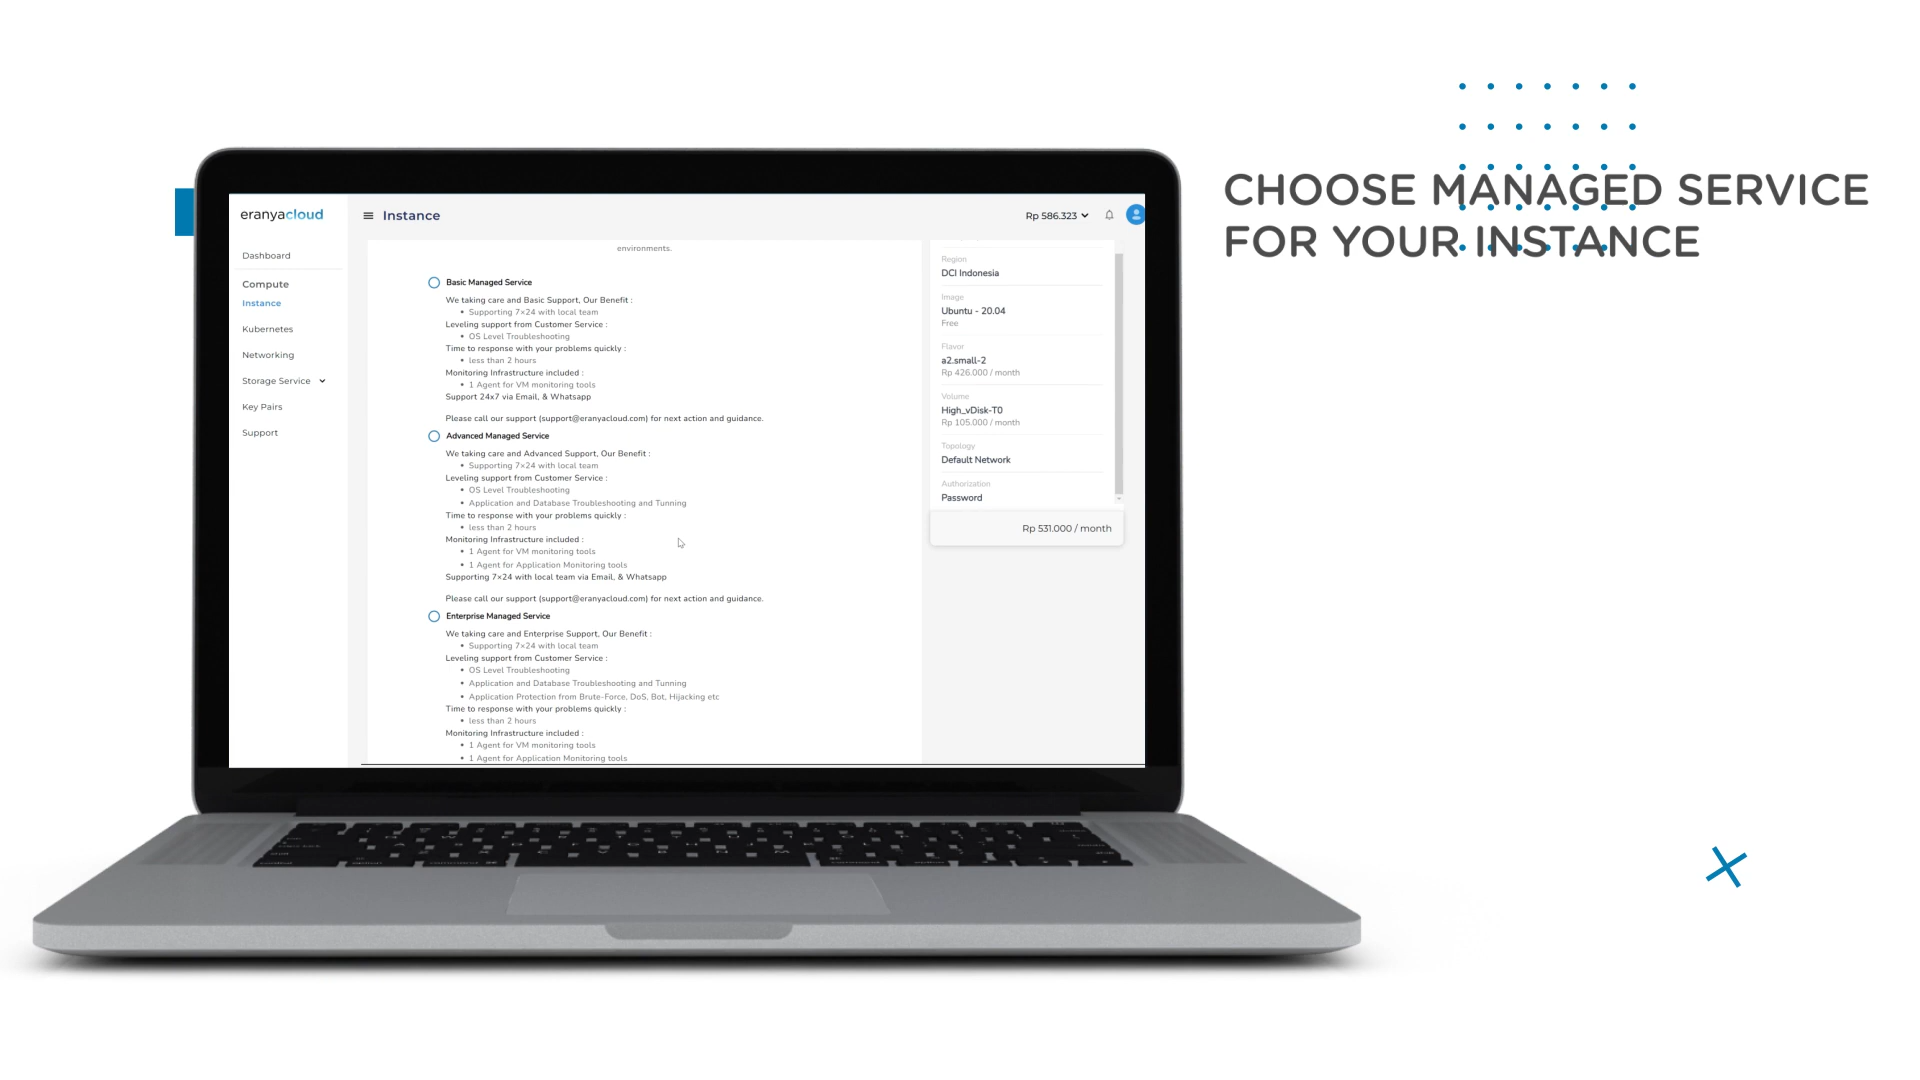 CHOOSE MANAGED SERVICE
FOR YOUR INSTANCE
eranyacloud
Instance
Rp 586.323
Dashboard
Compute
Instance
Kubernetes
Networking
Storage Service
Key Pairs
Support
environments.
Basic Managed Service
We taking care and Basic Support, Our Benefit :
• Supporting 7×24 with local team
Leveling support from Customer Service :
• OS Level Troubleshooting
Time to response with your problems quickly :
• less than 2 hours
Monitoring Infrastructure included :
• 1 Agent for VM monitoring tools
Support 24x7 via Email, & Whatsapp
Please call our support (support@eranyacloud.com) for next action and guidance.
Advanced Managed Service
We taking care and Advanced Support, Our Benefit :
• Supporting 7×24 with local team
Leveling support from Customer Service :
• OS Level Troubleshooting
• Application and Database Troubleshooting and Tunning
Time to response with your problems quickly :
• less than 2 hours
Monitoring Infrastructure included :
• 1 Agent for VM monitoring tools
• 1 Agent for Application Monitoring tools
Supporting 7×24 with local team via Email, & Whatsapp
Please call our support (support@eranyacloud.com) for next action and guidance.
Enterprise Managed Service
We taking care and Enterprise Support, Our Benefit :
• Supporting 7×24 with local team
Leveling support from Customer Service :
• OS Level Troubleshooting
• Application and Database Troubleshooting and Tunning
• Application Protection from Brute-Force, DoS, Bot, Hijacking etc
Time to response with your problems quickly :
• less than 2 hours
Monitoring Infrastructure included :
• 1 Agent for VM monitoring tools
• 1 Agent for Application Monitoring tools
Region
DCI Indonesia
Image
Ubuntu - 20.04
Free
Flavor
a2.small-2
Rp 426.000 / month
Volume
High_vDisk-T0
Rp 105.000 / month
Topology
Default Network
Authorization
Password
Rp 531.000 / month